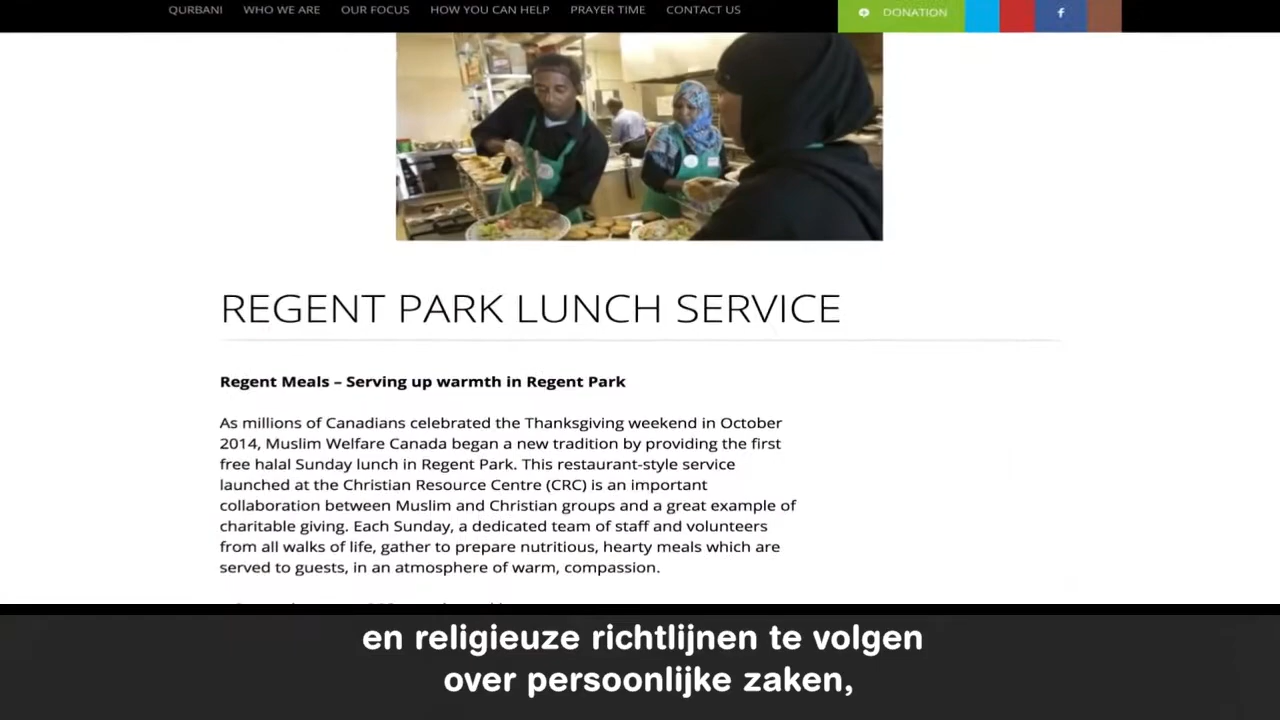 QURBANI WHO WE ARE OUR FOCUS HOW YOU CAN HELP PRAYER TIME CONTACT US DONATION
REGENT PARK LUNCH SERVICE
Regent Meals – Serving up warmth in Regent Park
As millions of Canadians celebrated the Thanksgiving weekend in October
2014, Muslim Welfare Canada began a new tradition by providing the first
free halal Sunday lunch in Regent Park. This restaurant-style service
launched at the Christian Resource Centre (CRC) is an important
collaboration between Muslim and Christian groups and a great example of
charitable giving. Each Sunday, a dedicated team of staff and volunteers
from all walks of life, gather to prepare nutritious, hearty meals which are
served to guests, in an atmosphere of warm, compassion.
en religieuze richtlijnen te volgen
over persoonlijke zaken,